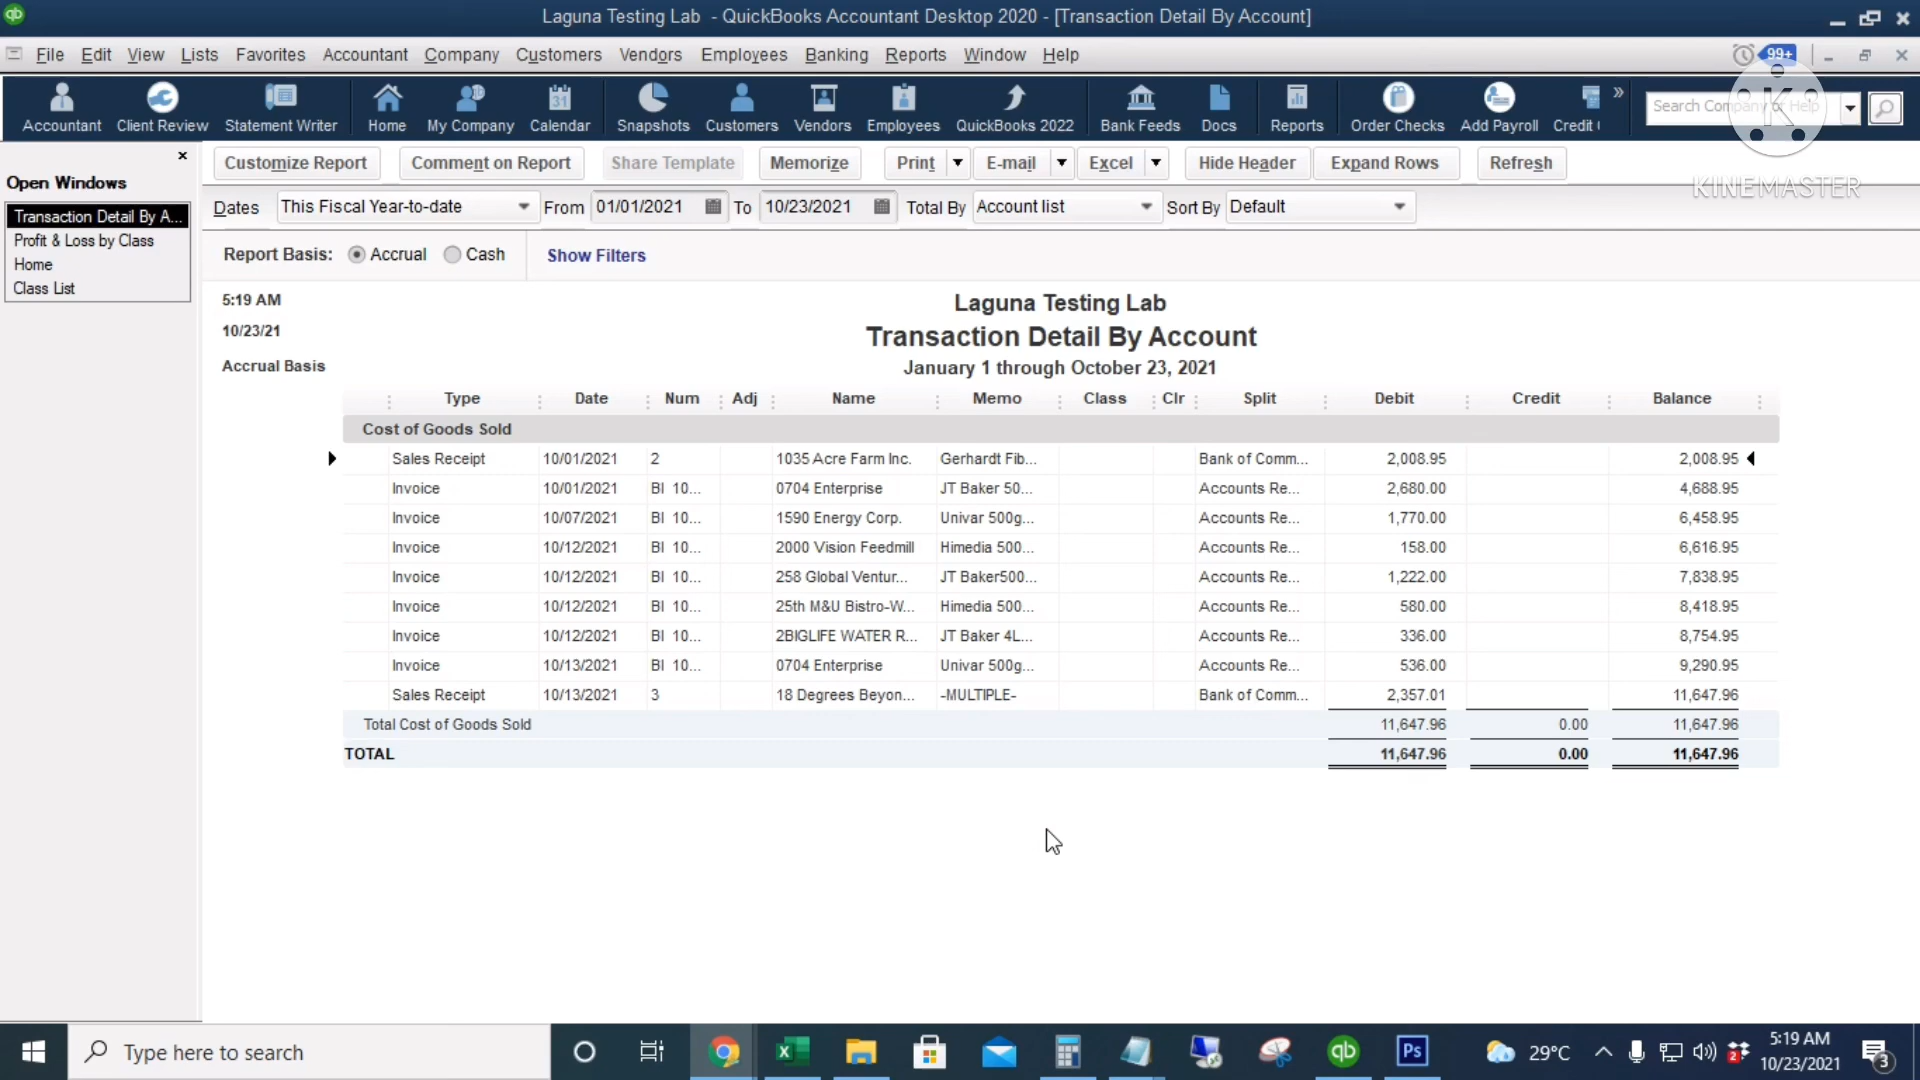 Laguna Testing Lab - QuickBooks Accountant Desktop 2020 - [Transaction Detail By Account]
File Edit View Lists Favorites Accountant Company Customers Vendors Employees Banking Reports Window Help 99+
Accountant Client Review Statement Writer Home My Company Calendar Snapshots Customers Vendors Employees QuickBooks 2022 Bank Feeds Docs Reports Order Checks Add Payroll Credit Search Company or Help
KINEMASTER
Customize Report Comment on Report Share Template Memorize Print E-mail Excel Hide Header Expand Rows Refresh
Dates This Fiscal Year-to-date From 01/01/2021 To 10/23/2021 Total By Account list Sort By Default
Report Basis: Accrual Cash Show Filters
Open Windows
Transaction Detail By A...
Profit & Loss by Class
Home
Class List
5:19 AM
10/23/21
Accrual Basis
Laguna Testing Lab
Transaction Detail By Account
January 1 through October 23, 2021
Type Date Num Adj Name Memo Class Clr Split Debit Credit Balance
Cost of Goods Sold
Sales Receipt 10/01/2021 2 1035 Acre Farm Inc. Gerhardt Fib... Bank of Comm... 2,008.95 2,008.95
Invoice 10/01/2021 BI 10... 0704 Enterprise JT Baker 50... Accounts Re... 2,680.00 4,688.95
Invoice 10/07/2021 BI 10... 1590 Energy Corp. Univar 500g... Accounts Re... 1,770.00 6,458.95
Invoice 10/12/2021 BI 10... 2000 Vision Feedmill Himedia 500... Accounts Re... 158.00 6,616.95
Invoice 10/12/2021 BI 10... 258 Global Ventur... JT Baker500... Accounts Re... 1,222.00 7,838.95
Invoice 10/12/2021 BI 10... 25th M&U Bistro-W... Himedia 500... Accounts Re... 580.00 8,418.95
Invoice 10/12/2021 BI 10... 2BIGLIFE WATER R... JT Baker 4L... Accounts Re... 336.00 8,754.95
Invoice 10/13/2021 BI 10... 0704 Enterprise Univar 500g... Accounts Re... 536.00 9,290.95
Sales Receipt 10/13/2021 3 18 Degrees Beyon... -MULTIPLE- Bank of Comm... 2,357.01 11,647.96
Total Cost of Goods Sold 11,647.96 0.00 11,647.96
TOTAL 11,647.96 0.00 11,647.96
Type here to search 29°C 5:19 AM
10/23/2021 3